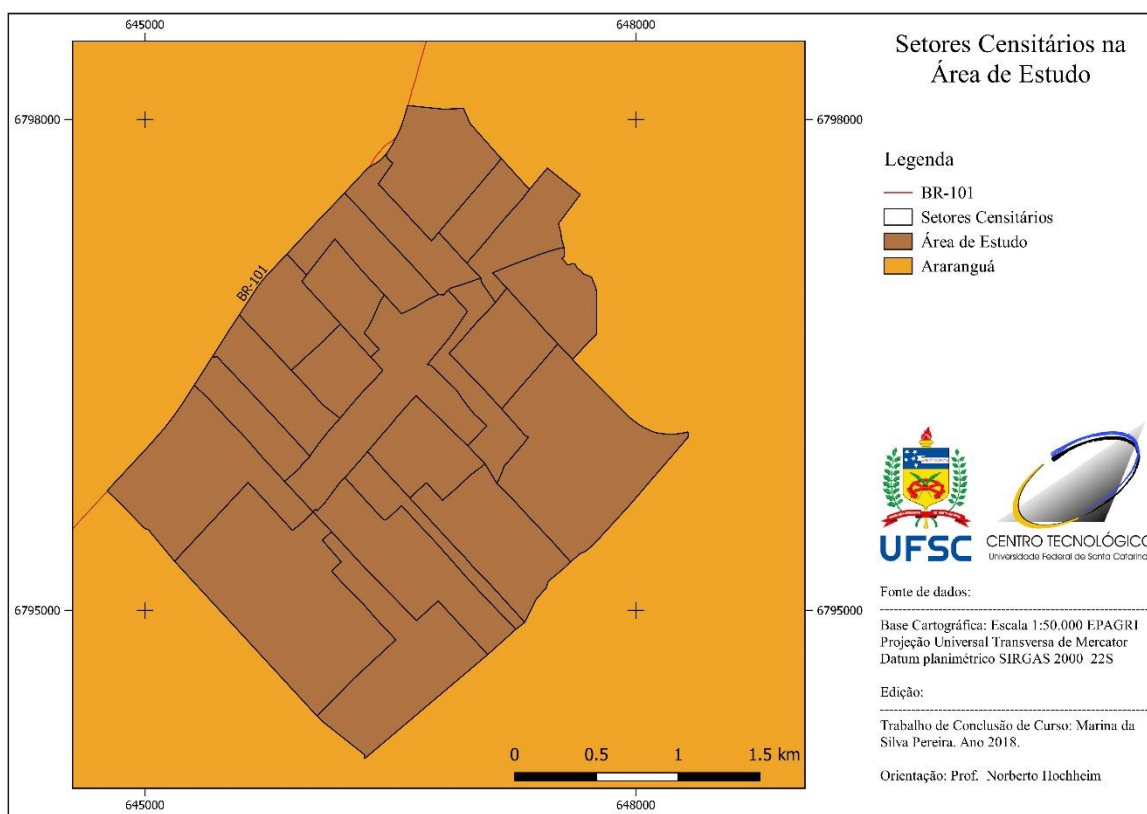 645000
648000
6798000
6798000
BR-101
6795000
6795000
0
0.5
1
1.5 km
645000
648000
Setores Censitários na
Área de Estudo
Legenda
BR-101
Setores Censitários
Área de Estudo
Araranguá
UFSC
CENTRO TECNOLÓGICO
Universidade Federal de Santa Catarina
Fonte de dados:
Base Cartográfica: Escala 1:50.000 EPAGRI
Projeção Universal Transversa de Mercator
Datum planimétrico SIRGAS 2000 22S
Edição:
Trabalho de Conclusão de Curso: Marina da
Silva Pereira. Ano 2018.
Orientação: Prof. Norberto Hochheim